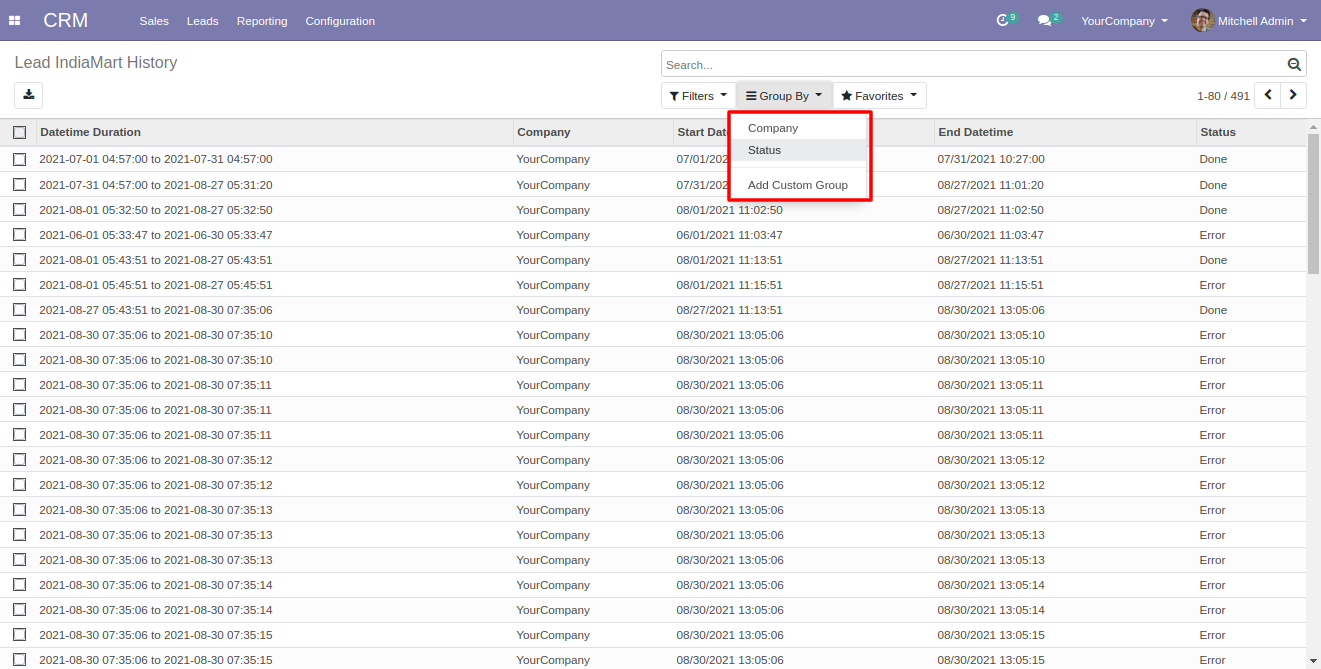 CRM Sales Leads Reporting Configuration 9 2 YourCompany Mitchell Admin
Lead IndiaMart History
Search...
Filters Group By Favorites 1-80 / 491
Company
Status
Add Custom Group
Datetime Duration Company Start Dat End Datetime Status
2021-07-01 04:57:00 to 2021-07-31 04:57:00 YourCompany 07/01/202 07/31/2021 10:27:00 Done
2021-07-31 04:57:00 to 2021-08-27 05:31:20 YourCompany 07/31/202 08/27/2021 11:01:20 Done
2021-08-01 05:32:50 to 2021-08-27 05:32:50 YourCompany 08/01/2021 11:02:50 08/27/2021 11:02:50 Done
2021-06-01 05:33:47 to 2021-06-30 05:33:47 YourCompany 06/01/2021 11:03:47 06/30/2021 11:03:47 Error
2021-08-01 05:43:51 to 2021-08-27 05:43:51 YourCompany 08/01/2021 11:13:51 08/27/2021 11:13:51 Done
2021-08-01 05:45:51 to 2021-08-27 05:45:51 YourCompany 08/01/2021 11:15:51 08/27/2021 11:15:51 Error
2021-08-27 05:43:51 to 2021-08-30 07:35:06 YourCompany 08/27/2021 11:13:51 08/30/2021 13:05:06 Done
2021-08-30 07:35:06 to 2021-08-30 07:35:10 YourCompany 08/30/2021 13:05:06 08/30/2021 13:05:10 Error
2021-08-30 07:35:06 to 2021-08-30 07:35:10 YourCompany 08/30/2021 13:05:06 08/30/2021 13:05:10 Error
2021-08-30 07:35:06 to 2021-08-30 07:35:11 YourCompany 08/30/2021 13:05:06 08/30/2021 13:05:11 Error
2021-08-30 07:35:06 to 2021-08-30 07:35:11 YourCompany 08/30/2021 13:05:06 08/30/2021 13:05:11 Error
2021-08-30 07:35:06 to 2021-08-30 07:35:11 YourCompany 08/30/2021 13:05:06 08/30/2021 13:05:11 Error
2021-08-30 07:35:06 to 2021-08-30 07:35:12 YourCompany 08/30/2021 13:05:06 08/30/2021 13:05:12 Error
2021-08-30 07:35:06 to 2021-08-30 07:35:12 YourCompany 08/30/2021 13:05:06 08/30/2021 13:05:12 Error
2021-08-30 07:35:06 to 2021-08-30 07:35:13 YourCompany 08/30/2021 13:05:06 08/30/2021 13:05:13 Error
2021-08-30 07:35:06 to 2021-08-30 07:35:13 YourCompany 08/30/2021 13:05:06 08/30/2021 13:05:13 Error
2021-08-30 07:35:06 to 2021-08-30 07:35:13 YourCompany 08/30/2021 13:05:06 08/30/2021 13:05:13 Error
2021-08-30 07:35:06 to 2021-08-30 07:35:14 YourCompany 08/30/2021 13:05:06 08/30/2021 13:05:14 Error
2021-08-30 07:35:06 to 2021-08-30 07:35:14 YourCompany 08/30/2021 13:05:06 08/30/2021 13:05:14 Error
2021-08-30 07:35:06 to 2021-08-30 07:35:15 YourCompany 08/30/2021 13:05:06 08/30/2021 13:05:15 Error
2021-08-30 07:35:06 to 2021-08-30 07:35:15 YourCompany 08/30/2021 13:05:06 08/30/2021 13:05:15 Error